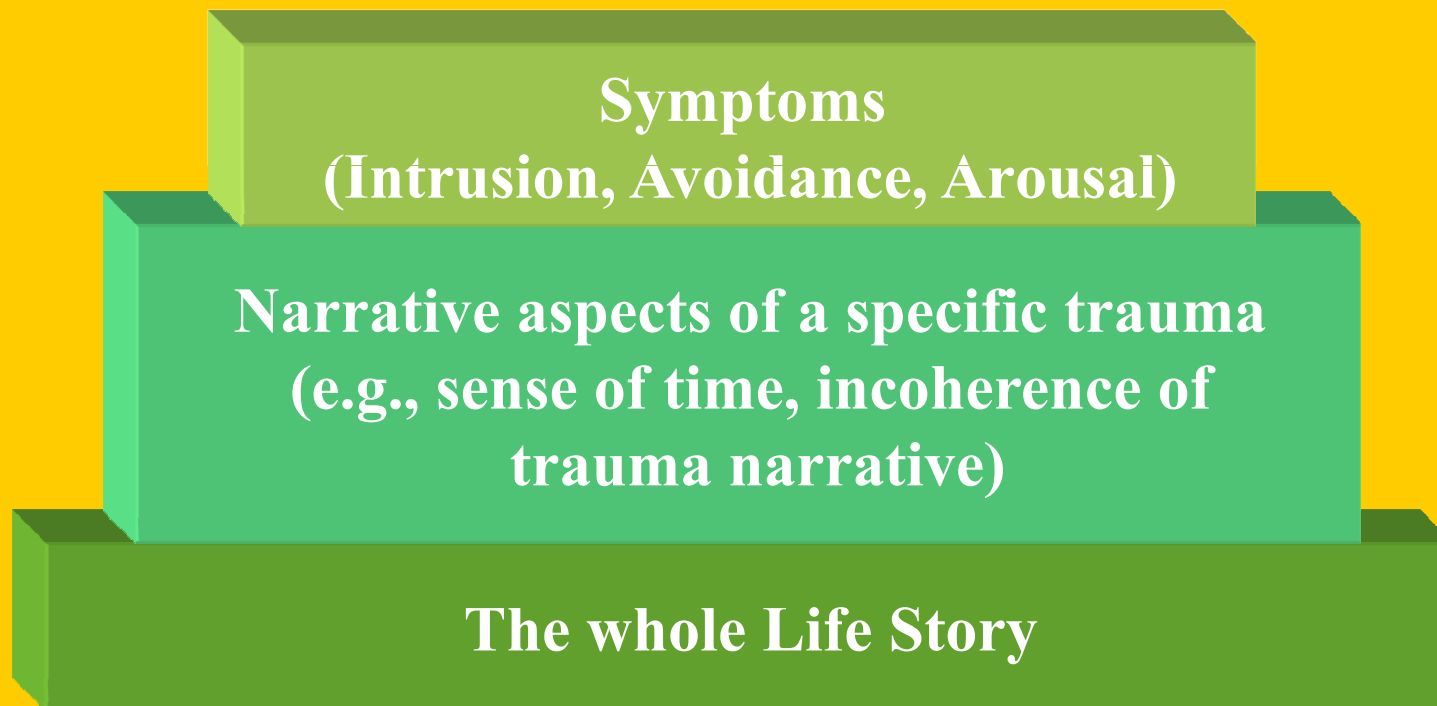 Symptoms
(Intrusion, Avoidance, Arousal)
Narrative aspects of a specific trauma
(e.g., sense of time, incoherence of
trauma narrative)
The whole Life Story